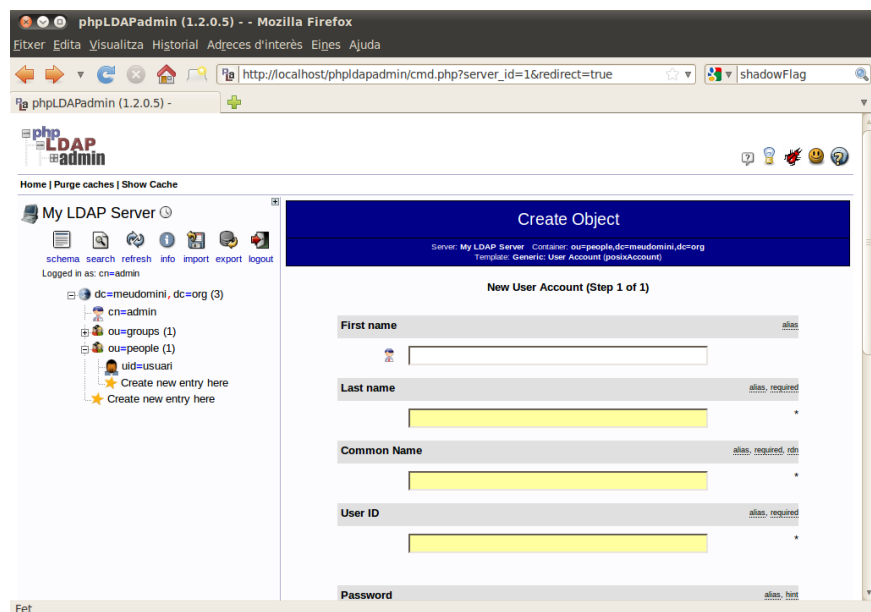 phpLDAPadmin (1.2.0.5) - - Mozilla Firefox
Fitxer Edita Visualitza Historial Adreces d'interès Eines Ajuda
http://localhost/phpldapadmin/cmd.php?server_id=1&redirect=true
shadowFlag
phpLDAPadmin (1.2.0.5) -
php
LDAP
admin
Home | Purge caches | Show Cache
My LDAP Server
schema search refresh info import export logout
Logged in as: cn=admin
dc=meudomini, dc=org (3)
cn=admin
ou=groups (1)
ou=people (1)
uid=usuari
Create new entry here
Create new entry here
Create Object
Server: My LDAP Server Container: ou=people,dc=meudomini,dc=org
Template: Generic: User Account (posixAccount)
New User Account (Step 1 of 1)
First name alias
Last name alias, required
*
Common Name alias, required, rdn
*
User ID alias, required
*
Password alias, hint
Fet